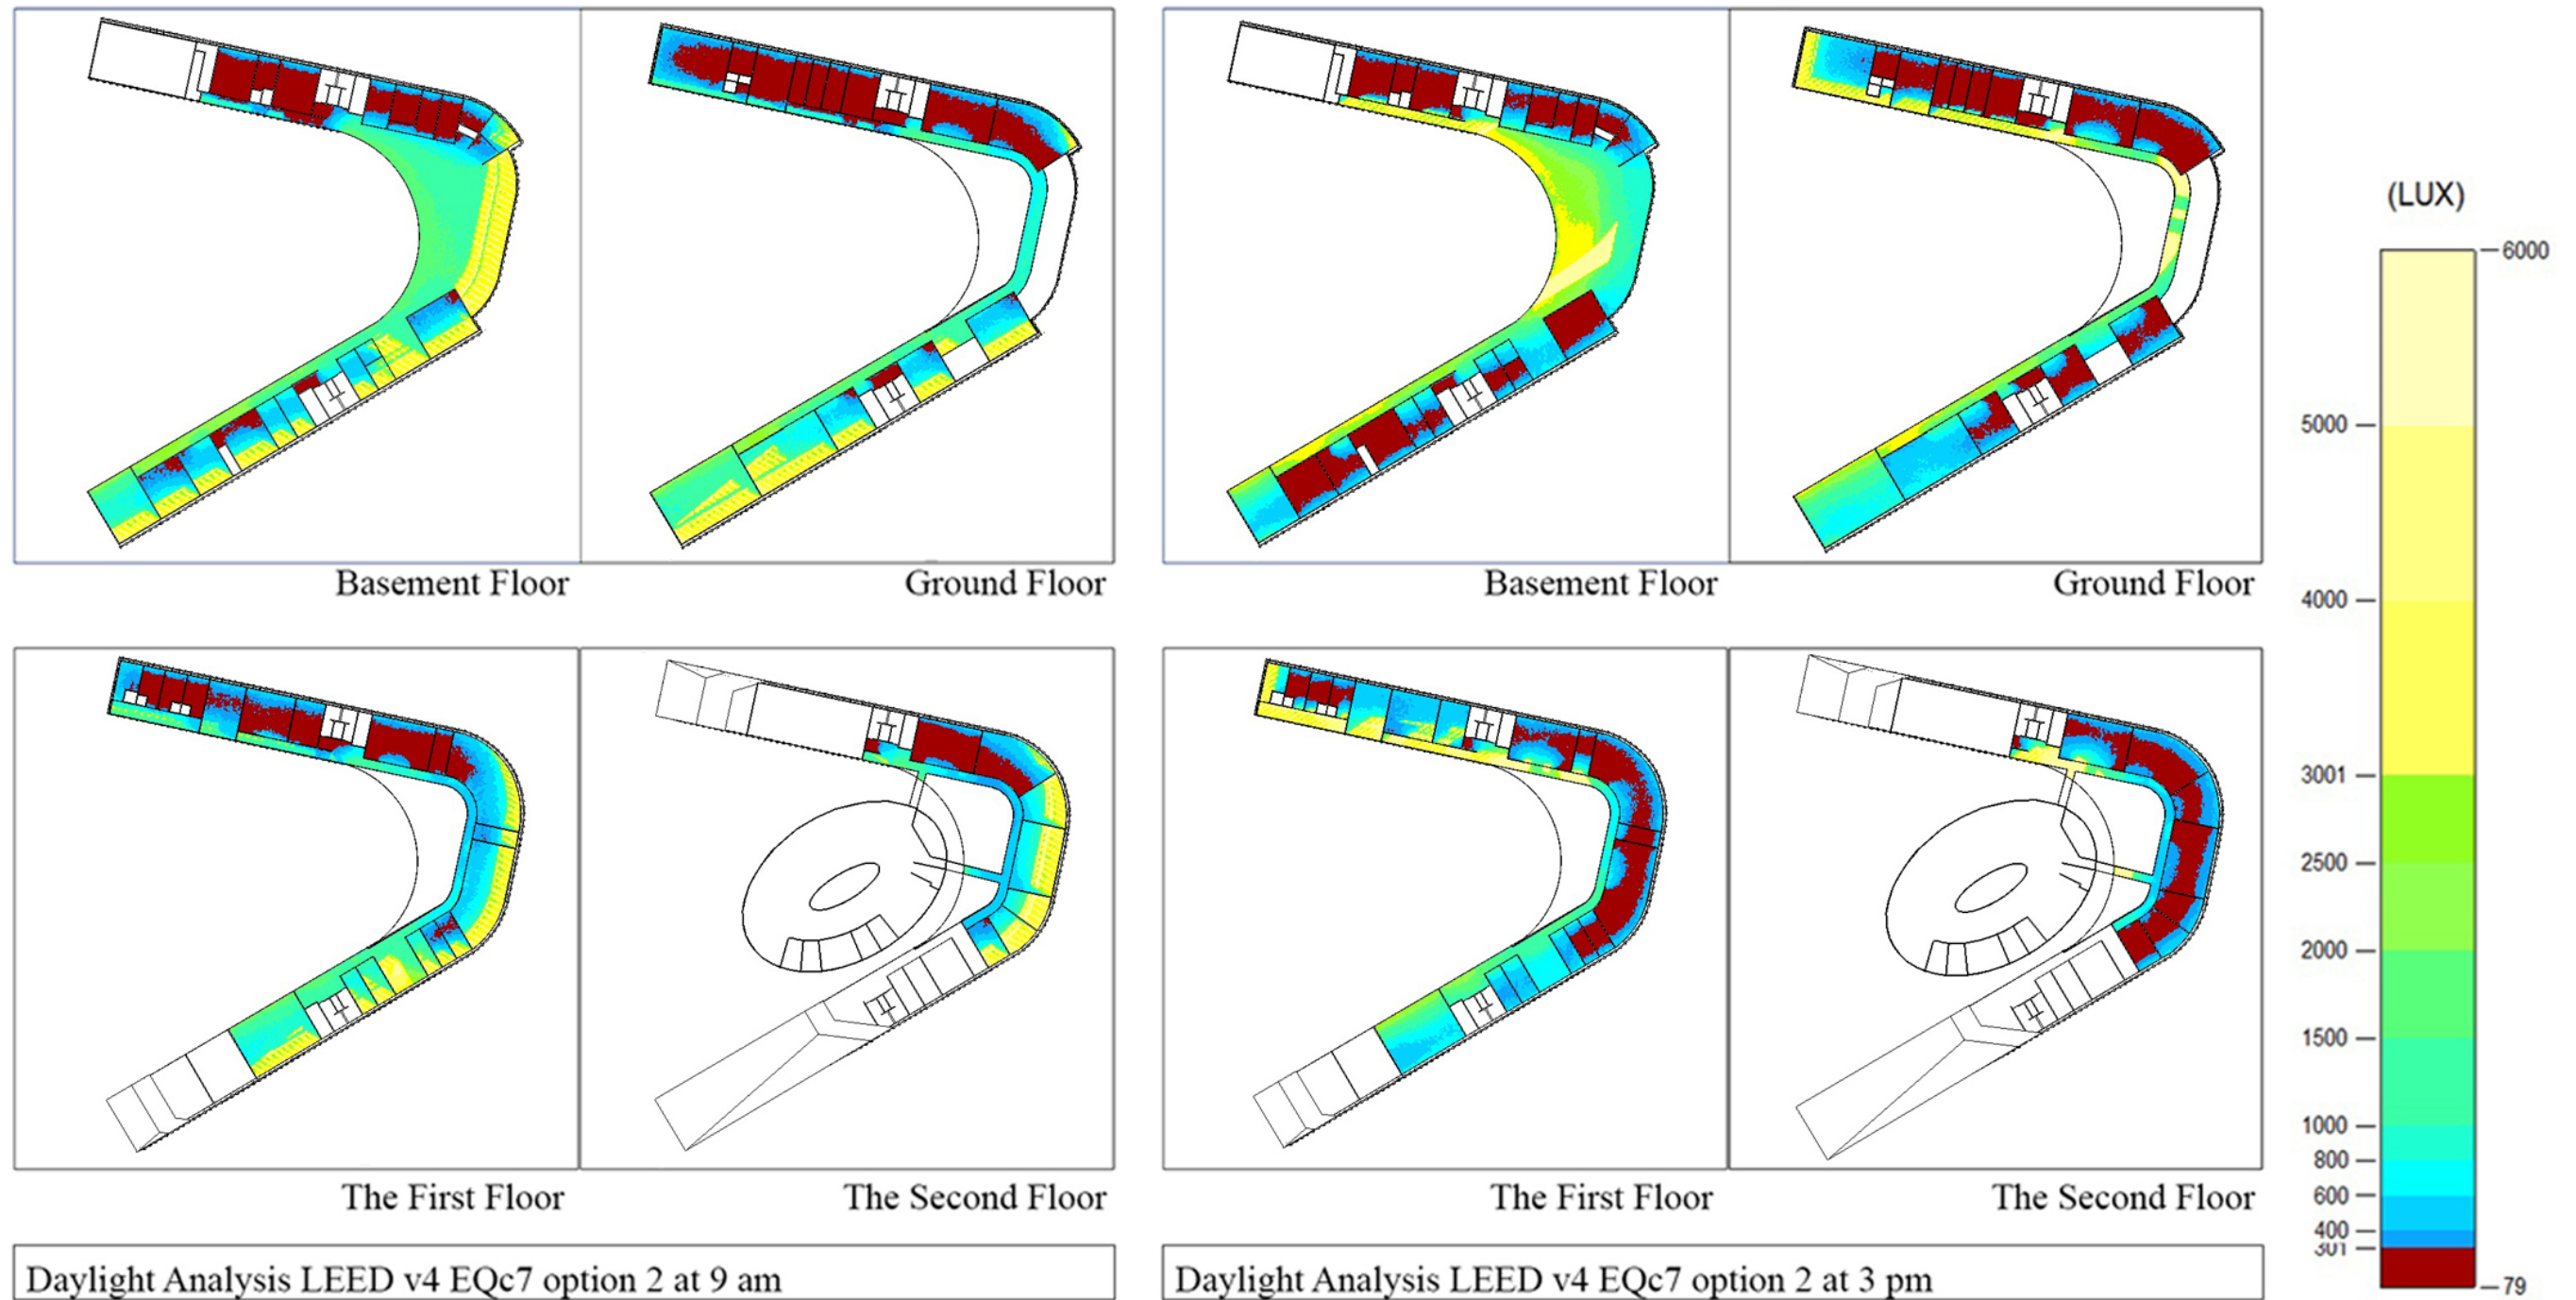 Basement Floor
Ground Floor
Basement Floor
Ground Floor
The First Floor
The Second Floor
The First Floor
The Second Floor
Daylight Analysis LEED v4 EQc7 option 2 at 9 am
Daylight Analysis LEED v4 EQc7 option 2 at 3 pm
(LUX)
6000
5000
4000
3001
2500
2000
1500
1000
800
600
400
301
79